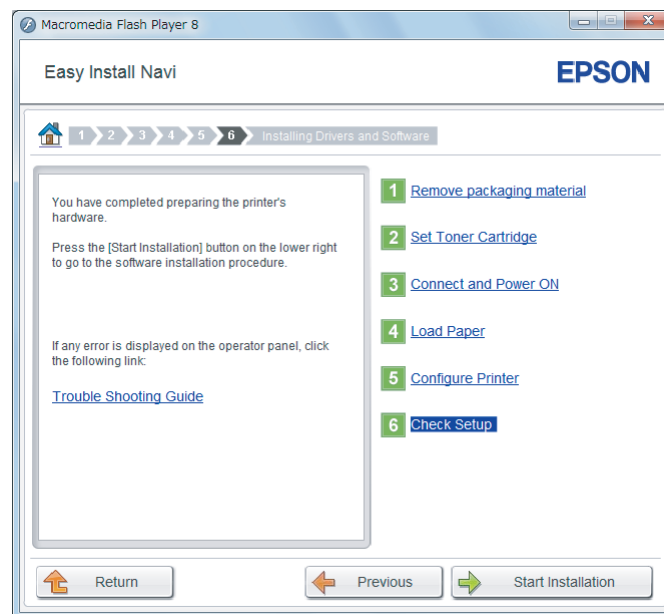 Macromedia Flash Player 8
Easy Install Navi
EPSON
1 2 3 4 5 6 Installing Drivers and Software
You have completed preparing the printer's
hardware.
Press the [Start Installation] button on the lower right
to go to the software installation procedure.
If any error is displayed on the operator panel, click
the following link:
Trouble Shooting Guide
1 Remove packaging material
2 Set Toner Cartridge
3 Connect and Power ON
4 Load Paper
5 Configure Printer
6 Check Setup
Return
Previous
Start Installation